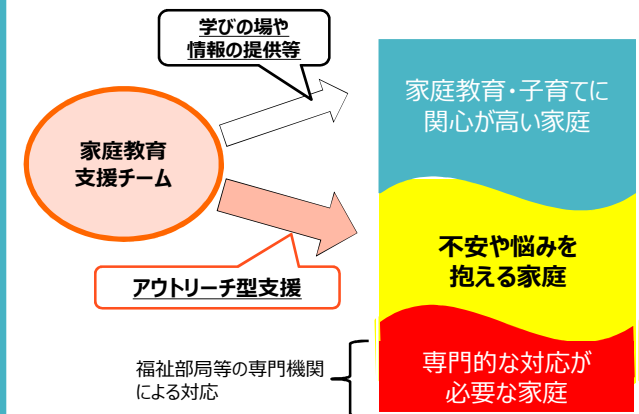 学びの場や
情報の提供等
家庭教育・子育てに
関心が高い家庭
家庭教育
支援チーム
不安や悩みを
抱える家庭
アウトリーチ型支援
福祉部局等の専門機関
による対応
専門的な対応が
必要な家庭